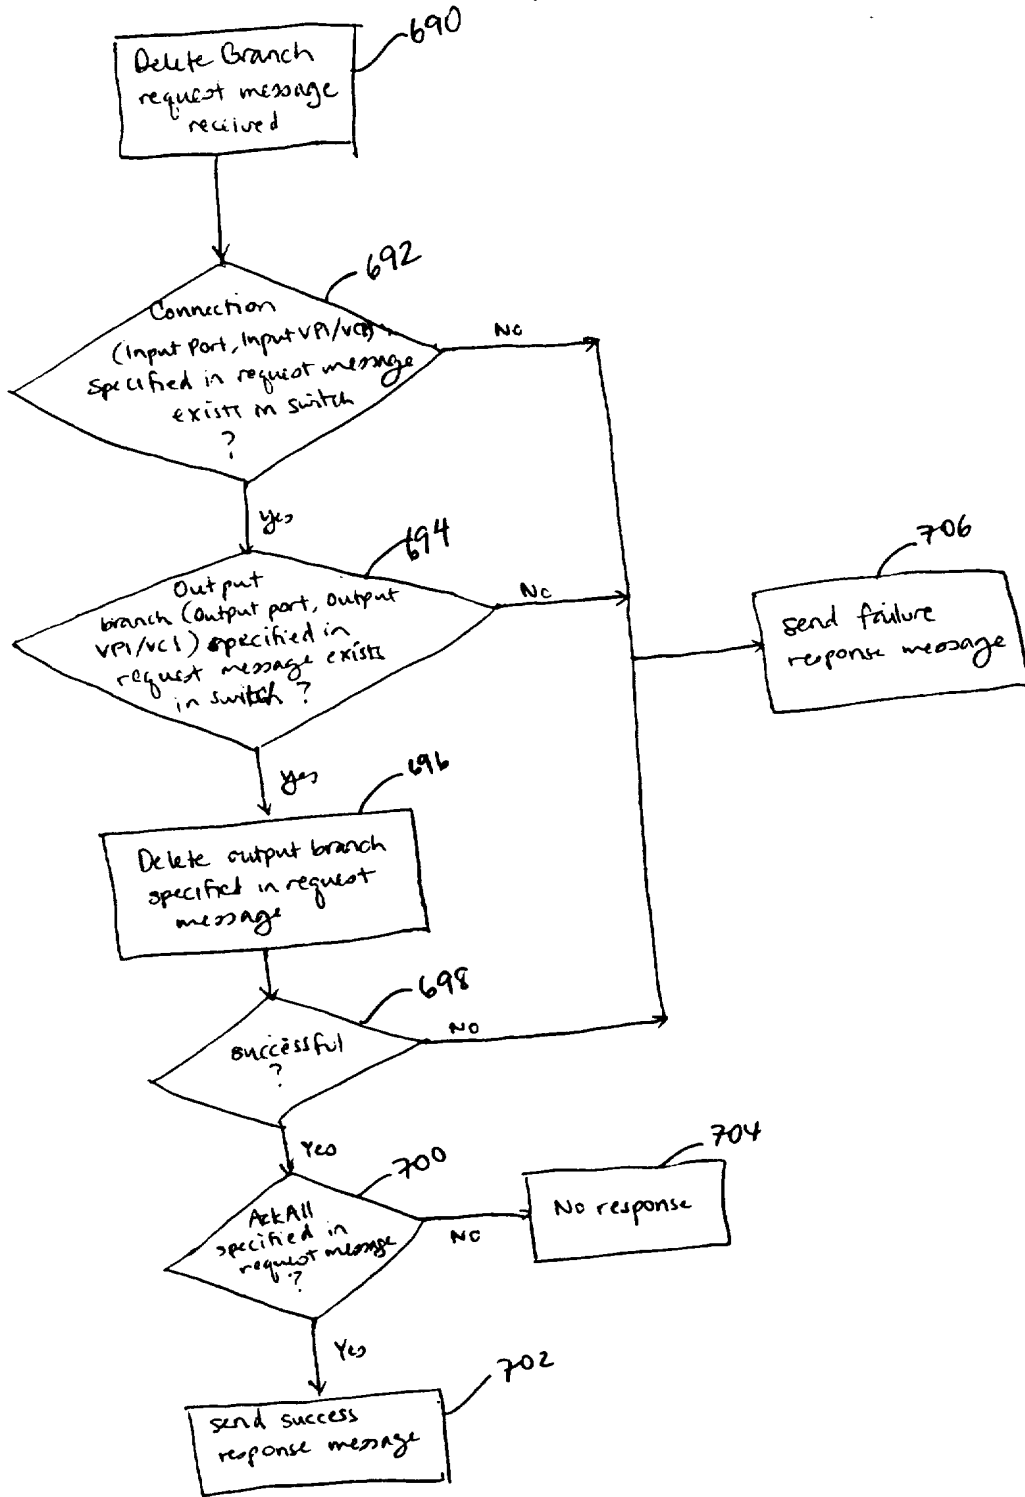 690
Delete Branch
request message
received
692
Connection
(Input Port, Input VPI/VCI)
specified in request message
exists in switch
?
No
yes
694
Output
branch (Output port, Output
VPI/VCI) specified in
request message exists
in switch ?
No
706
send failure
response message
yes
696
Delete output branch
specified in request
message
698
successful
?
No
Yes
700
AckAll
specified in
request message
?
No
704
No response
Yes
702
send success
response message